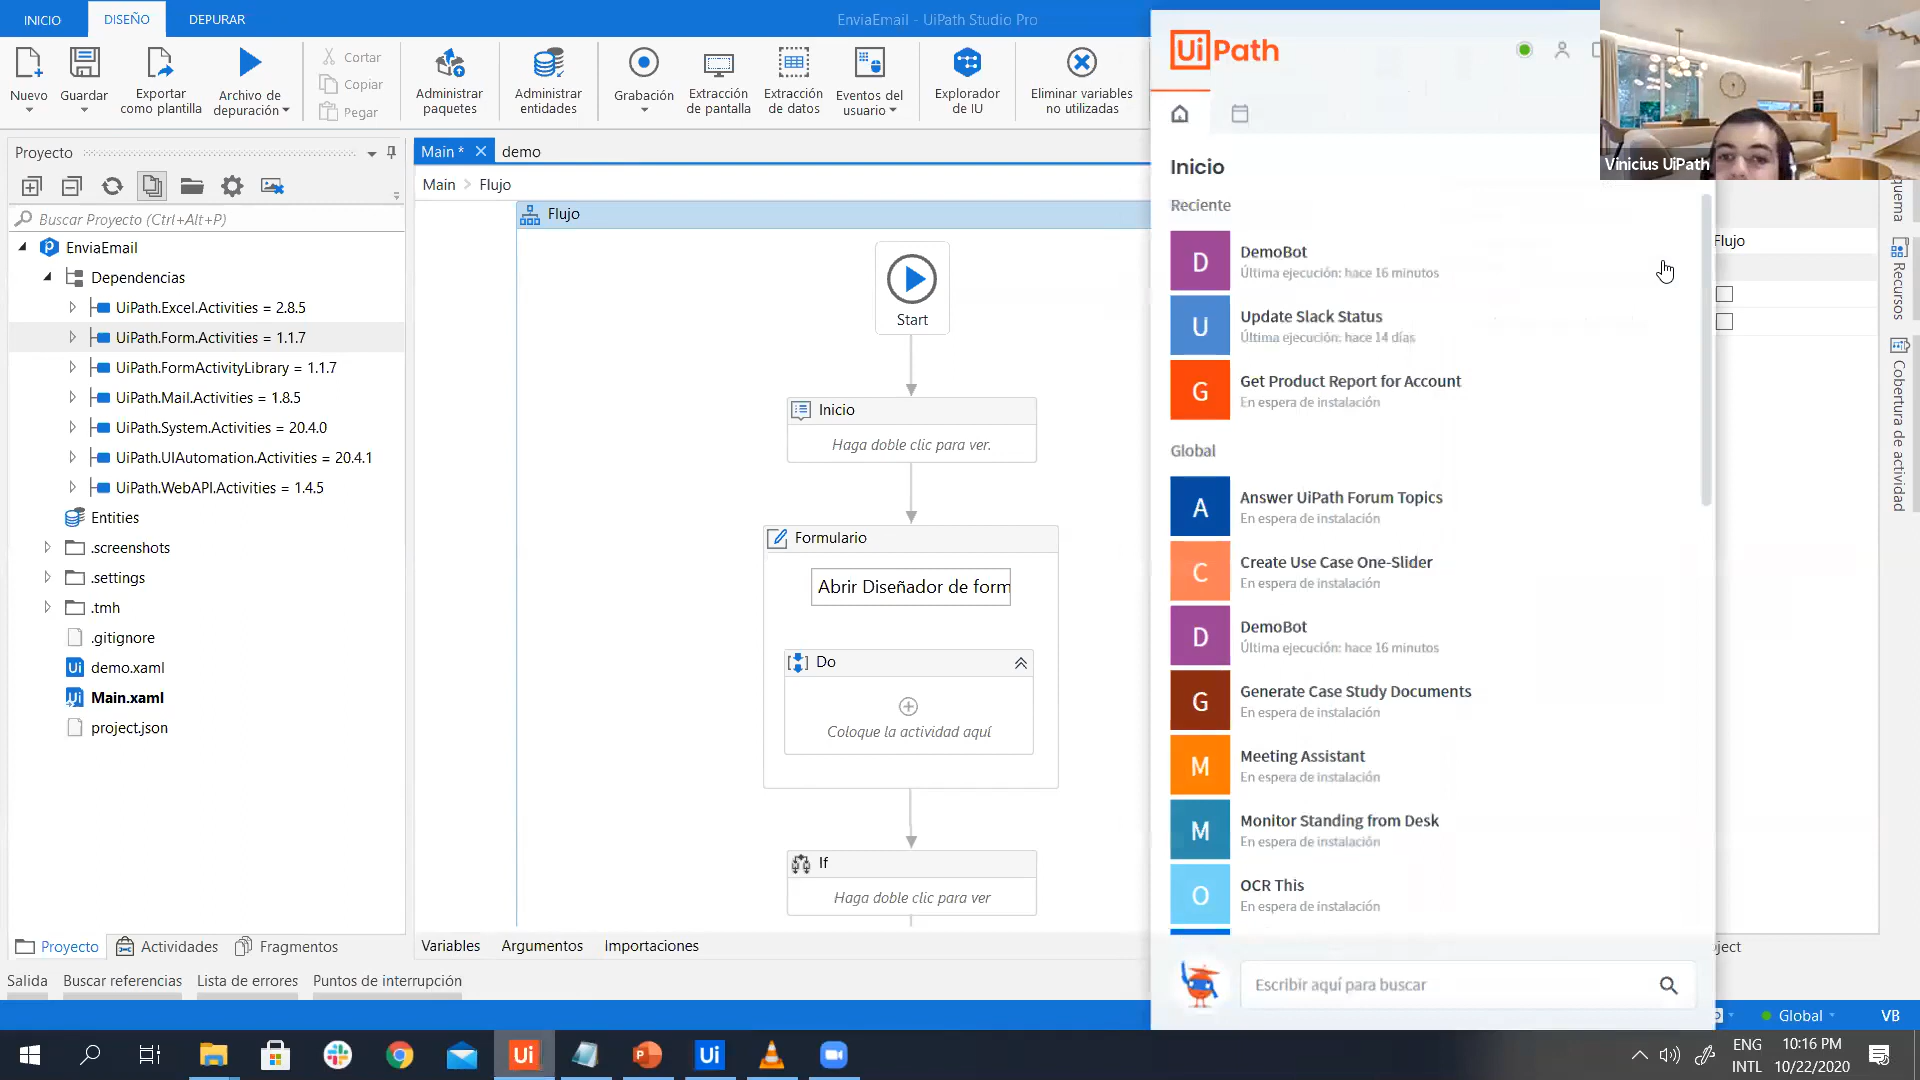 INICIO
DISEÑO
DEPURAR
EnviaEmail - UiPath Studio Pro
Nuevo
Guardar
Exportar
como plantilla
Archivo de
depuración
Cortar
Copiar
Pegar
Administrar
paquetes
Administrar
entidades
Grabación
Extracción
de pantalla
Extracción
de datos
Eventos del
usuario
Explorador
de IU
Eliminar variables
no utilizadas
Proyecto
Buscar Proyecto (Ctrl+Alt+P)
EnviaEmail
Dependencias
UiPath.Excel.Activities = 2.8.5
UiPath.Form.Activities = 1.1.7
UiPath.FormActivityLibrary = 1.1.7
UiPath.Mail.Activities = 1.8.5
UiPath.System.Activities = 20.4.0
UiPath.UIAutomation.Activities = 20.4.1
UiPath.WebAPI.Activities = 1.4.5
Entities
.screenshots
.settings
.tmh
.gitignore
demo.xaml
Main.xaml
project.json
Proyecto
Actividades
Fragmentos
Salida
Buscar referencias
Lista de errores
Puntos de interrupción
Main *
demo
Main > Flujo
Flujo
Start
Inicio
Haga doble clic para ver.
Formulario
Abrir Diseñador de form
Do
Coloque la actividad aquí
If
Haga doble clic para ver
Variables
Argumentos
Importaciones
UiPath
Inicio
Reciente
D
DemoBot
Última ejecución: hace 16 minutos
U
Update Slack Status
Última ejecución: hace 14 días
G
Get Product Report for Account
En espera de instalación
Global
A
Answer UiPath Forum Topics
En espera de instalación
C
Create Use Case One-Slider
En espera de instalación
D
DemoBot
Última ejecución: hace 16 minutos
G
Generate Case Study Documents
En espera de instalación
M
Meeting Assistant
En espera de instalación
M
Monitor Standing from Desk
En espera de instalación
O
OCR This
En espera de instalación
Escribir aquí para buscar
Vinicius UiPath
Flujo
quema
Recursos
Cobertura de actividad
ject
Global
VB
Ui
Ui
ENG
INTL
10:16 PM
10/22/2020